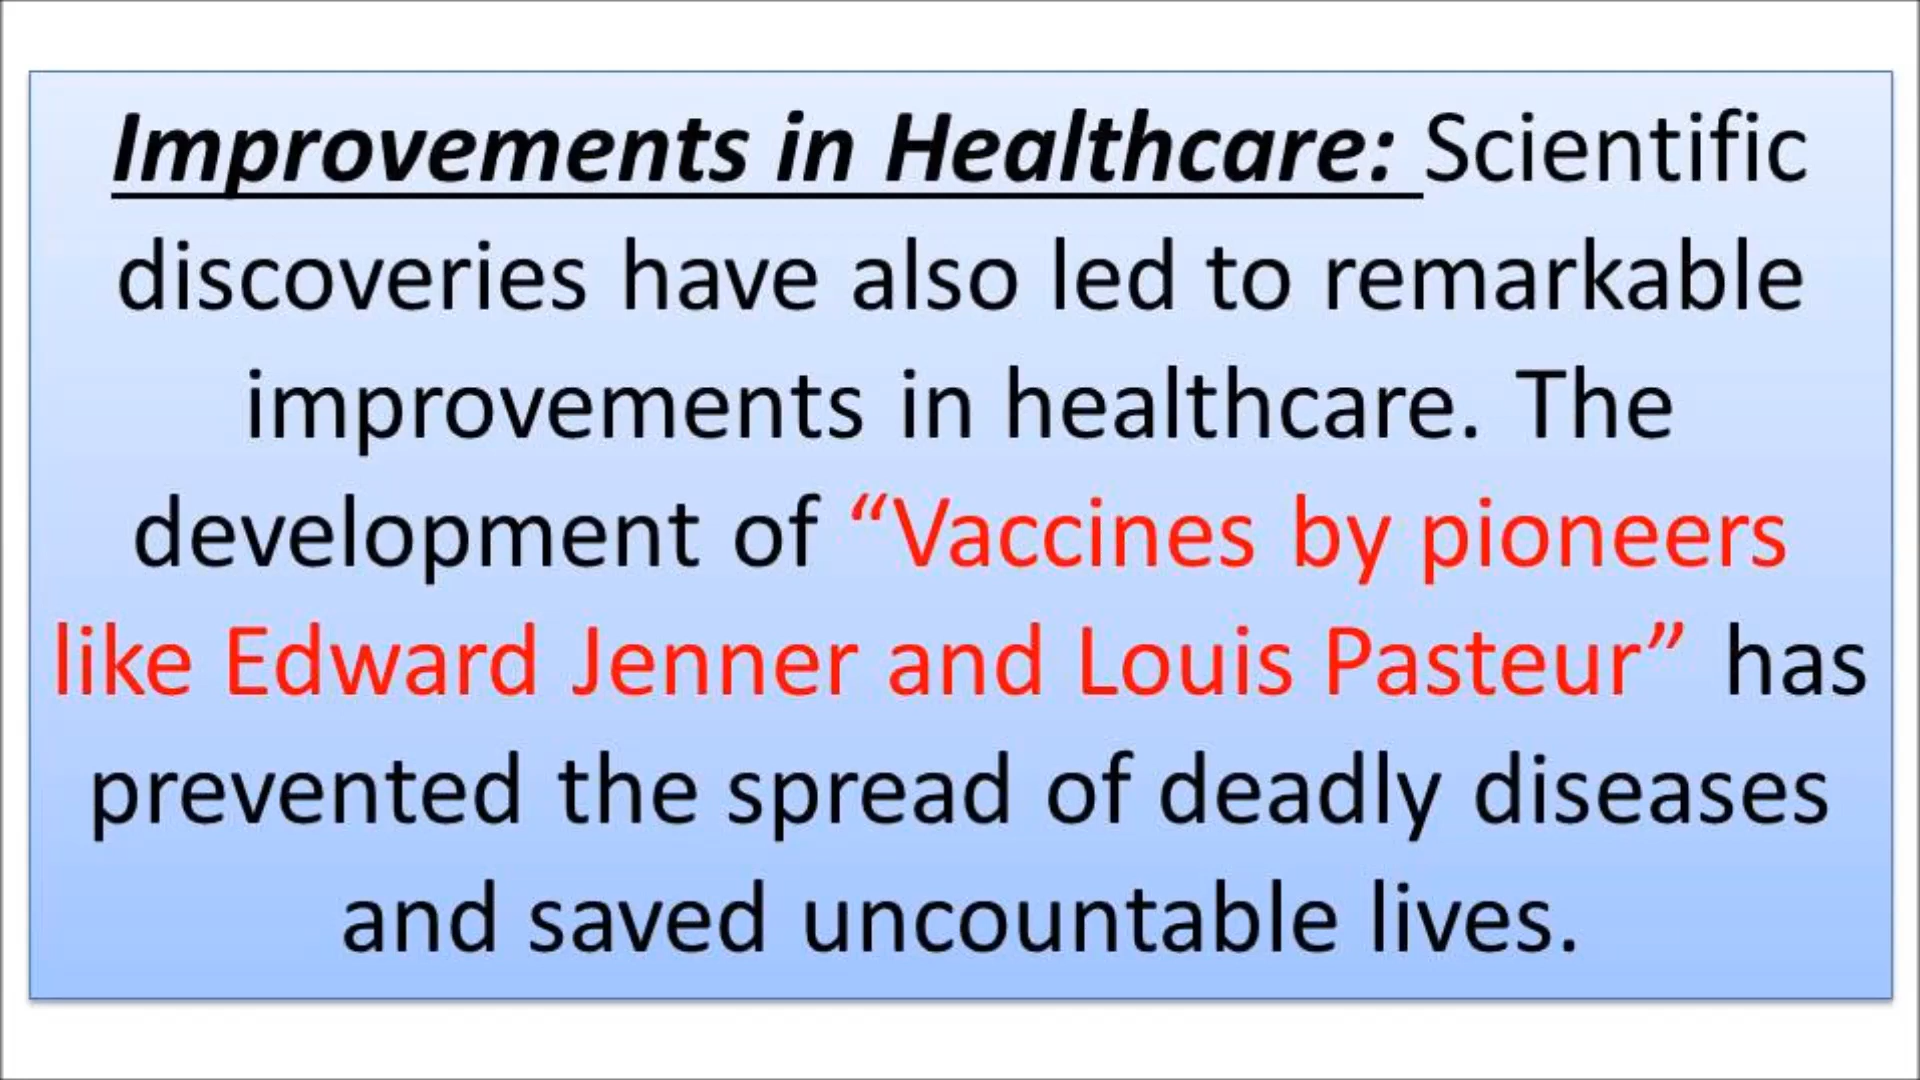 Improvements in Healthcare: Scientific
discoveries have also led to remarkable
improvements in healthcare. The
development of “Vaccines by pioneers
like Edward Jenner and Louis Pasteur” has
prevented the spread of deadly diseases
and saved uncountable lives.